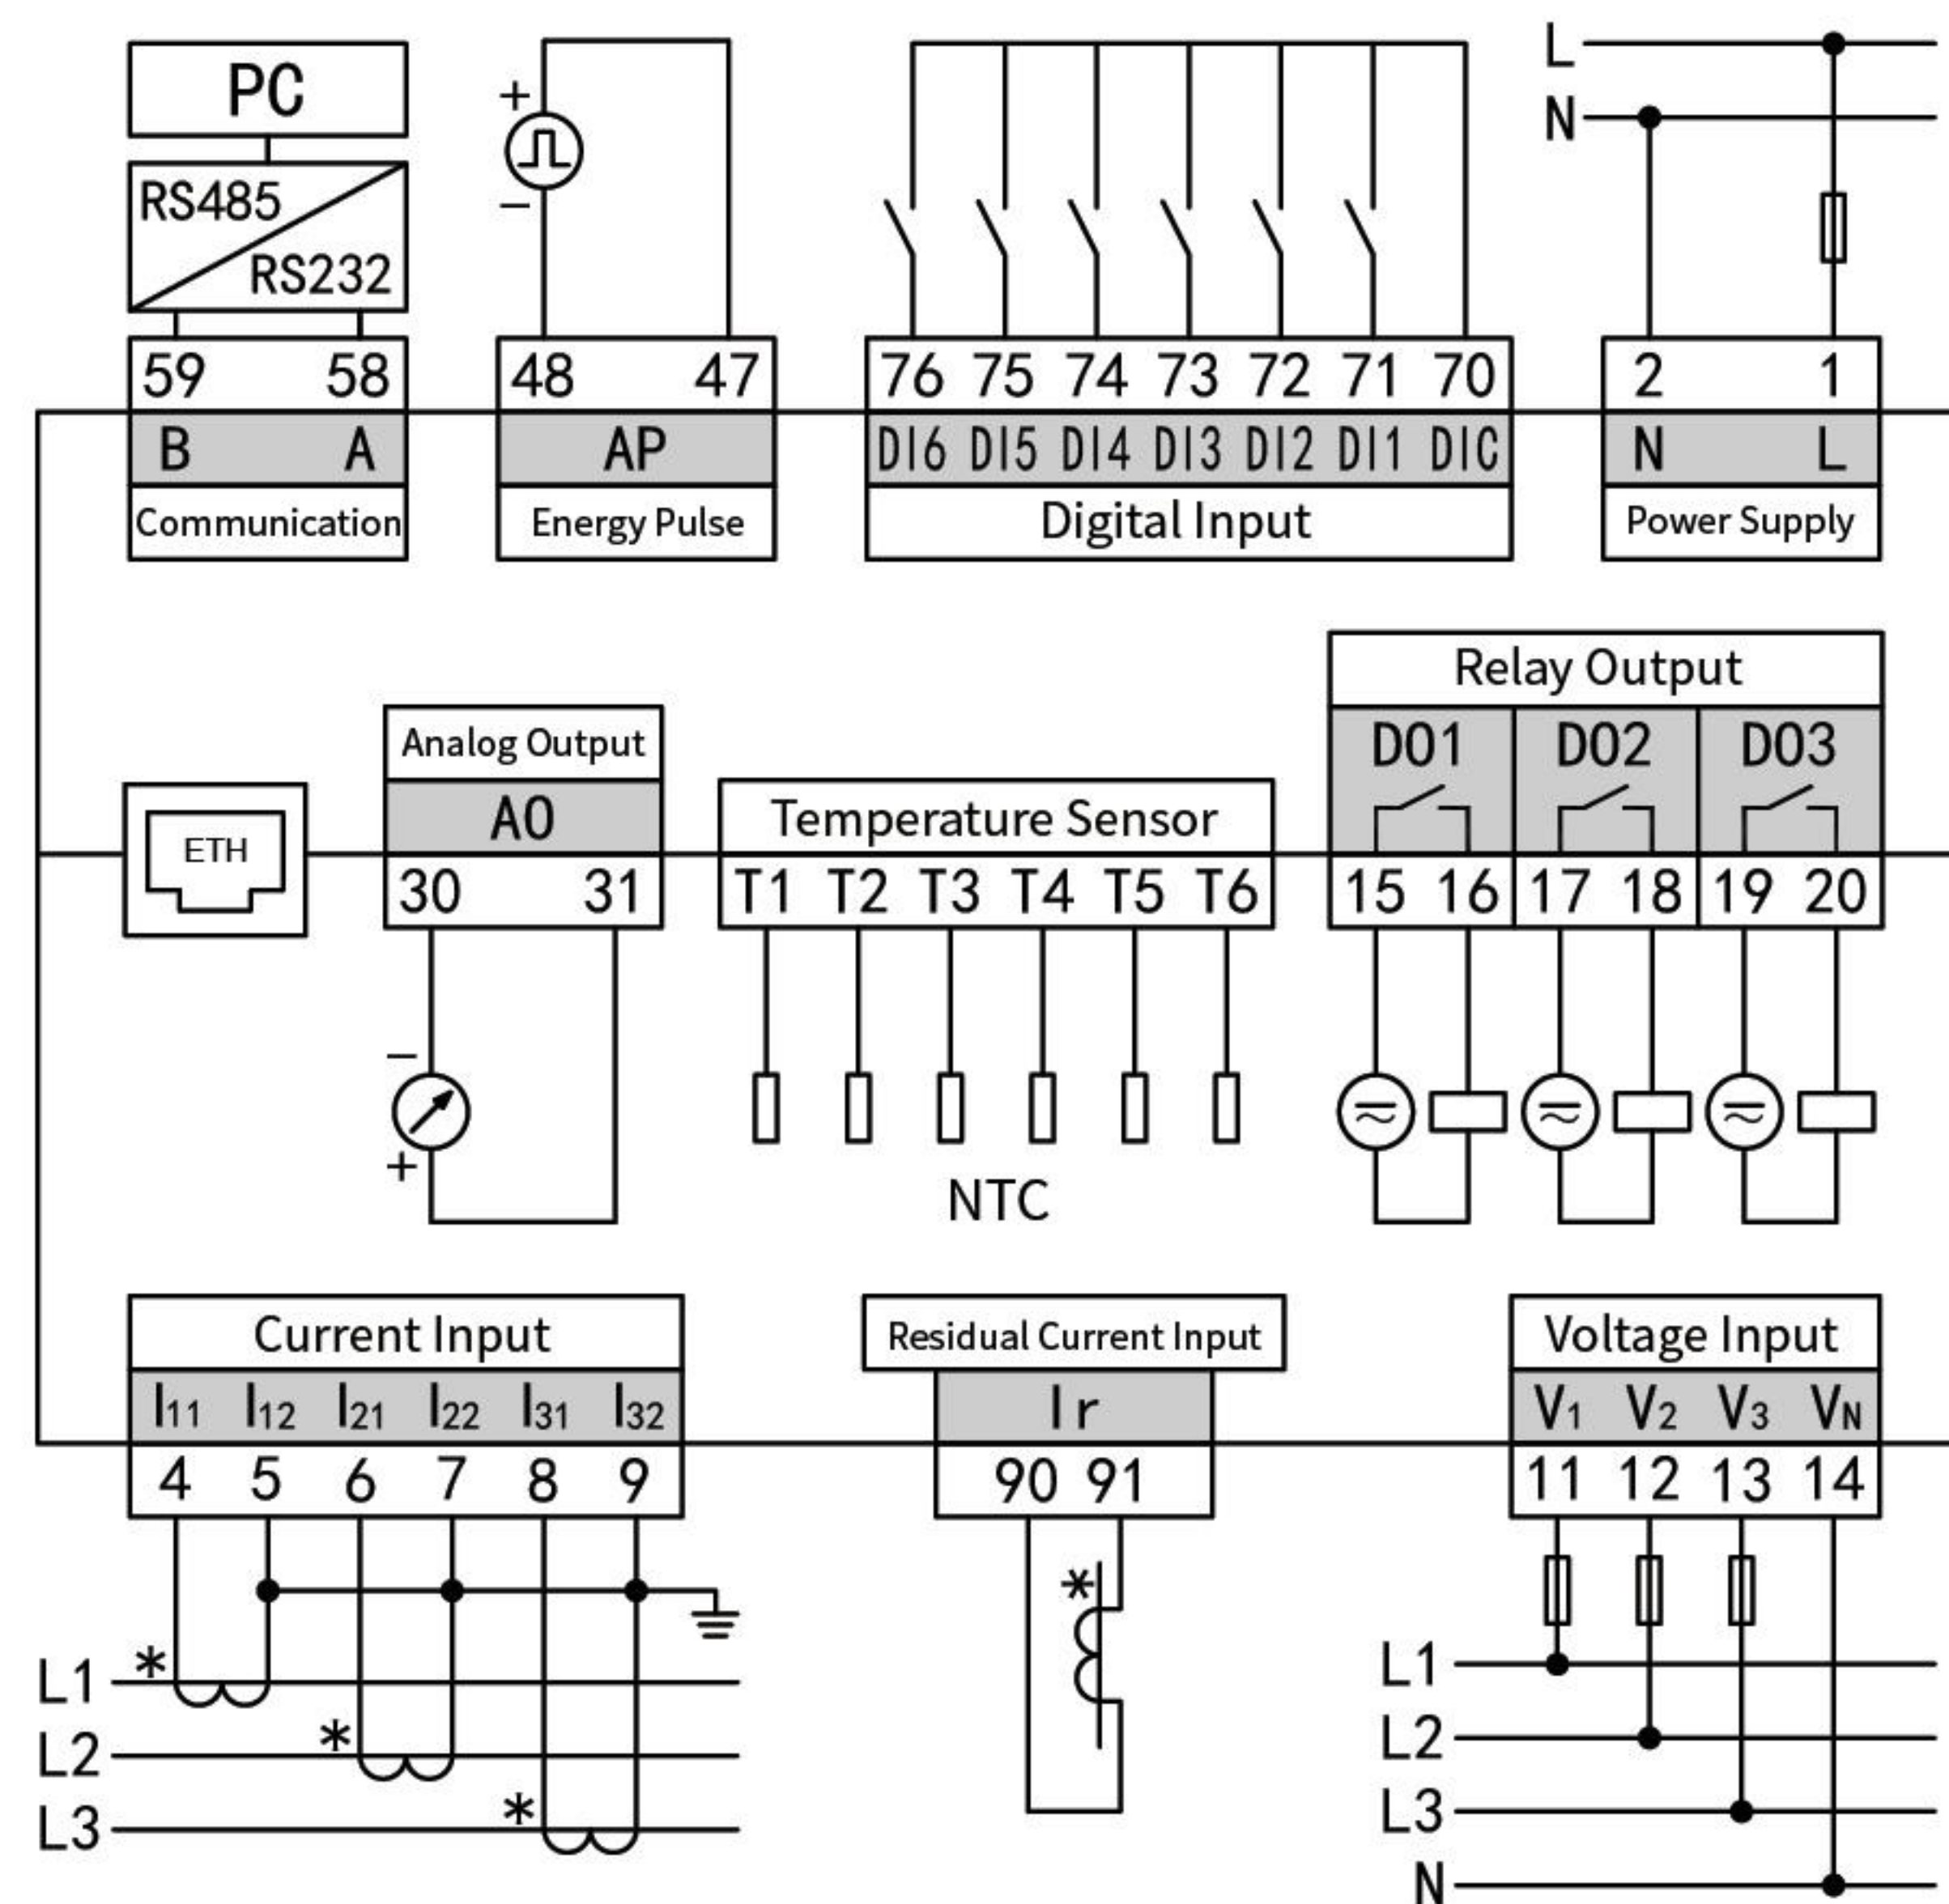 PC
RS485
RS232
59 58
B A
Communication
+
−
48 47
AP
Energy Pulse
76 75 74 73 72 71 70
DI6 DI5 DI4 DI3 DI2 DI1 DIC
Digital Input
L
N
2 1
N L
Power Supply
ETH
Analog Output
AO
30 31
−
+
Temperature Sensor
T1 T2 T3 T4 T5 T6
NTC
Relay Output
DO1 DO2 DO3
15 16 17 18 19 20
Current Input
I11 I12 I21 I22 I31 I32
4 5 6 7 8 9
* L1
* L2
* L3
Residual Current Input
Ir
90 91
*
Voltage Input
V1 V2 V3 VN
11 12 13 14
L1
L2
L3
N